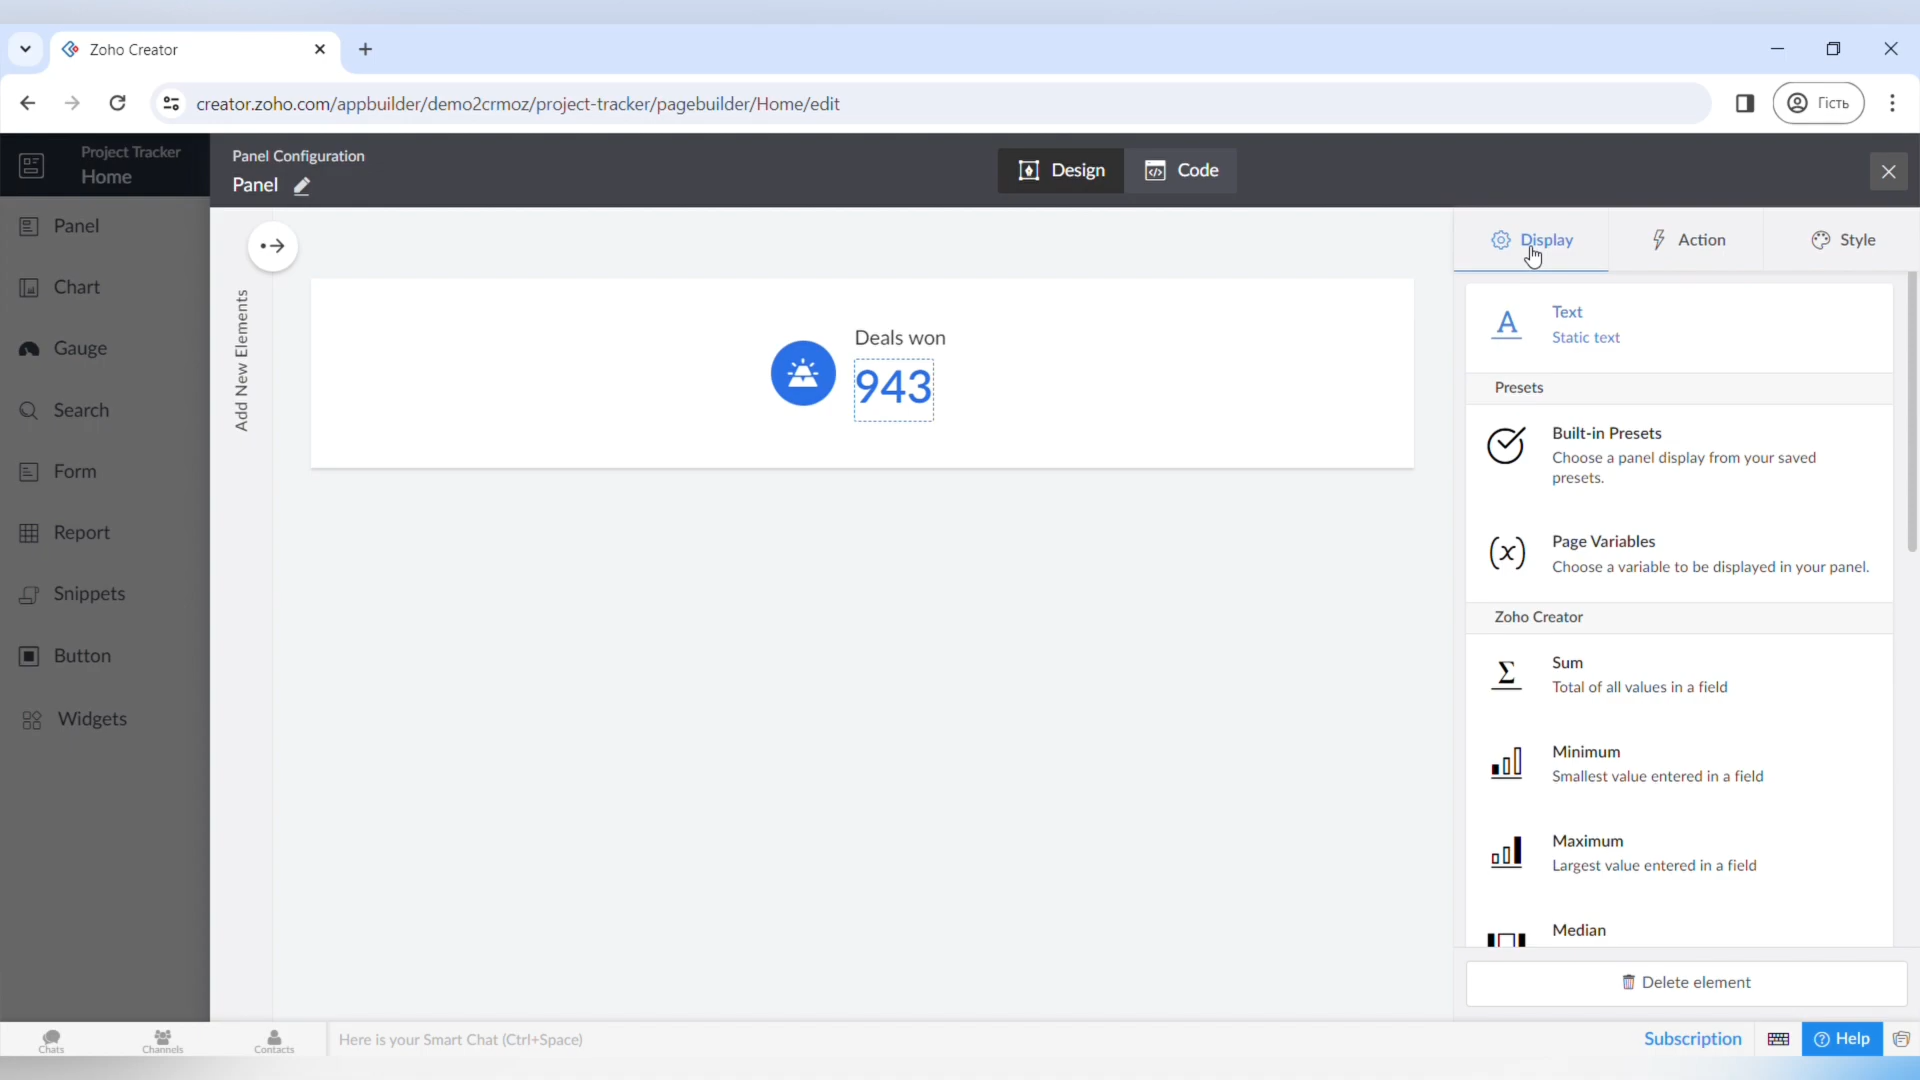 Zoho Creator
creator.zoho.com/appbuilder/demo2crmoz/project-tracker/pagebuilder/Home/edit
Гість
Project Tracker
Home
Panel Configuration
Panel
Design
Code
Panel
Chart
Gauge
Search
Form
Report
Snippets
Button
Widgets
Add New Elements
Deals won
943
Display
Action
Style
A
Text
Static text
Presets
Built-in Presets
Choose a panel display from your saved
presets.
(x)
Page Variables
Choose a variable to be displayed in your panel.
Zoho Creator
Σ
Sum
Total of all values in a field
Minimum
Smallest value entered in a field
Maximum
Largest value entered in a field
Median
Delete element
Chats
Channels
Contacts
Here is your Smart Chat (Ctrl+Space)
Subscription
? Help